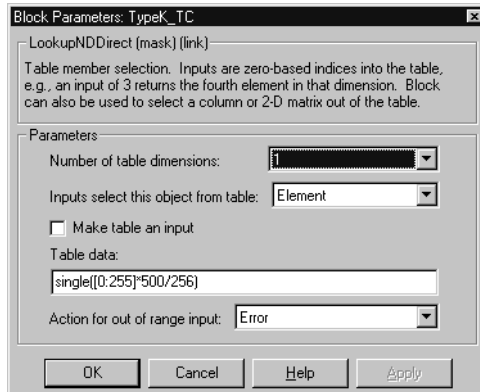 Block Parameters: TypeK_TC
LookupNDDirect (mask) (link)
Table member selection. Inputs are zero-based indices into the table,
e.g., an input of 3 returns the fourth element in that dimension. Block
can also be used to select a column or 2-D matrix out of the table.
Parameters
Number of table dimensions: 1
Inputs select this object from table: Element
Make table an input
Table data:
single([0:255]*500/256)
Action for out of range input: Error
OK Cancel Help Apply